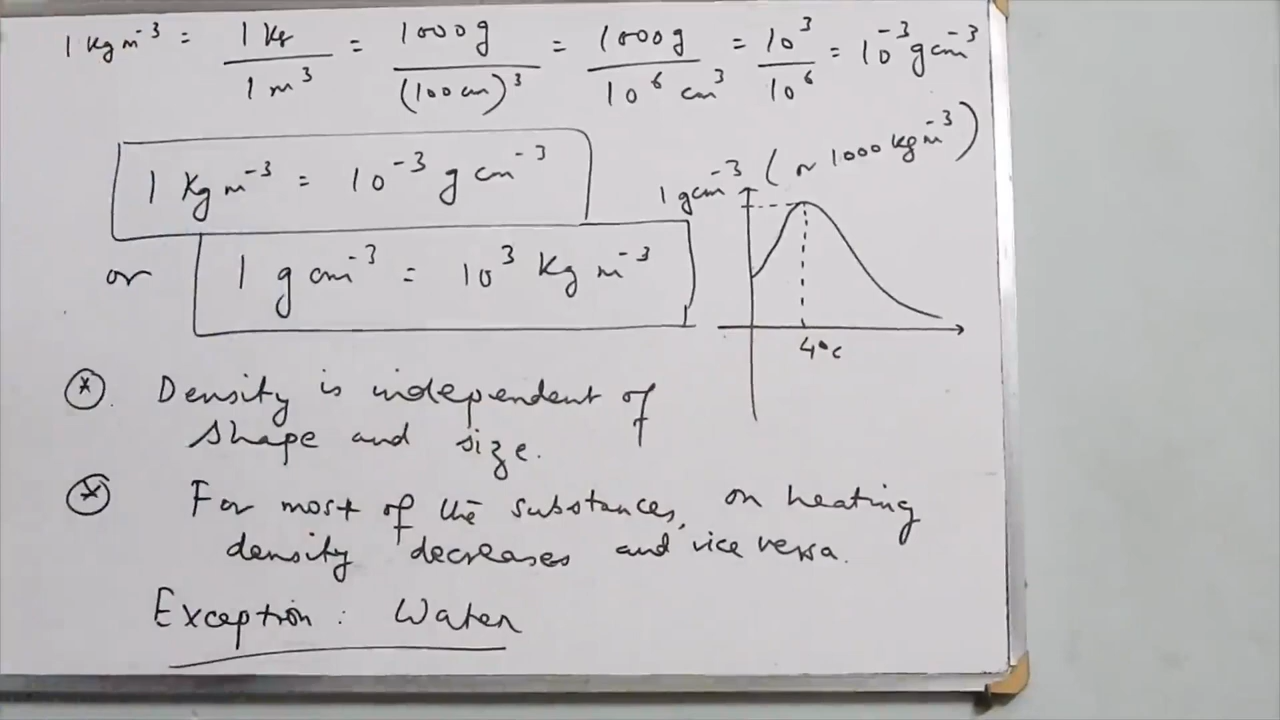 1 kg m⁻³ = 1 kg / 1 m³ = 1000g / (100 cm)³ = 1000g / 10⁶ cm³ = 10³ / 10⁶ = 10⁻³ g cm⁻³
1 Kg m⁻³ = 10⁻³ g cm⁻³
1 g cm⁻³ (or 1000 kg m⁻³)
or 1 g cm⁻³ = 10³ Kg m⁻³
4°C
* Density is independent of
shape and size.
* For most of the substances, on heating
density decreases and vice versa.
Exception: Water